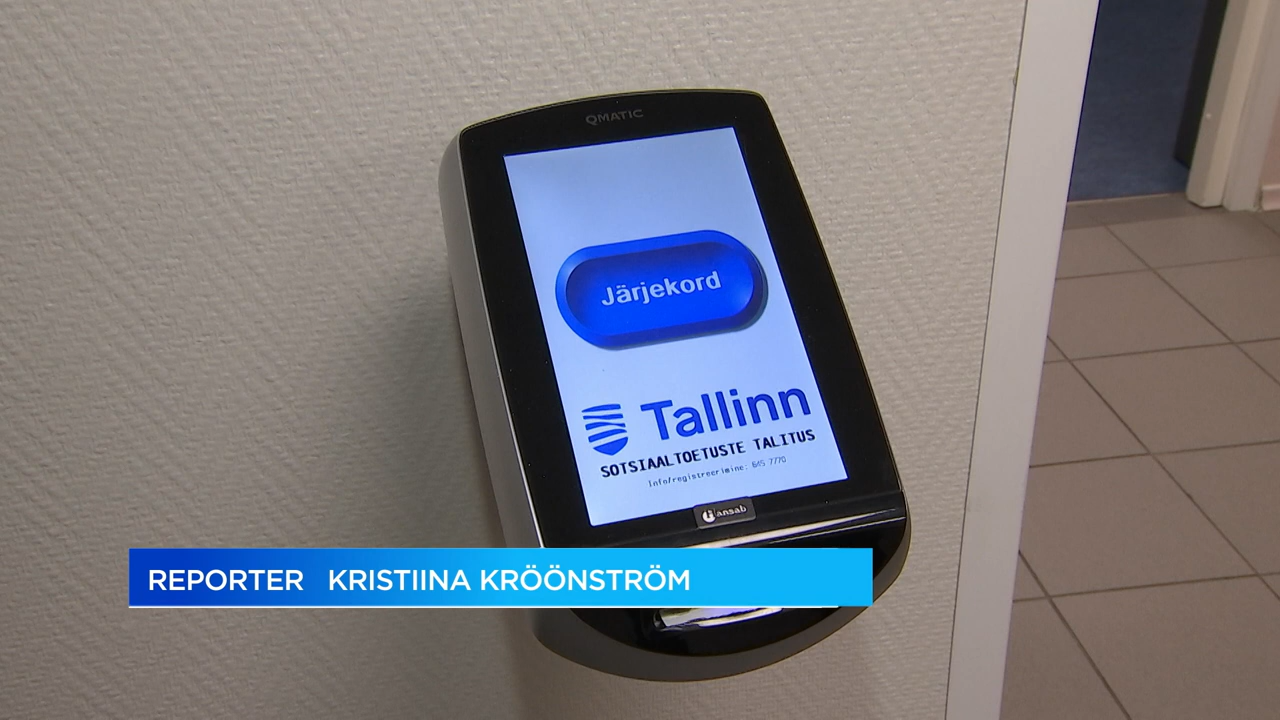 QMATIC
Järjekord
Tallinn
SOTSIAALTOETUSTE TALITUS
Info/registreerimine: 645 7770
ansab
REPORTER KRISTIINA KRÖÖNSTRÖM